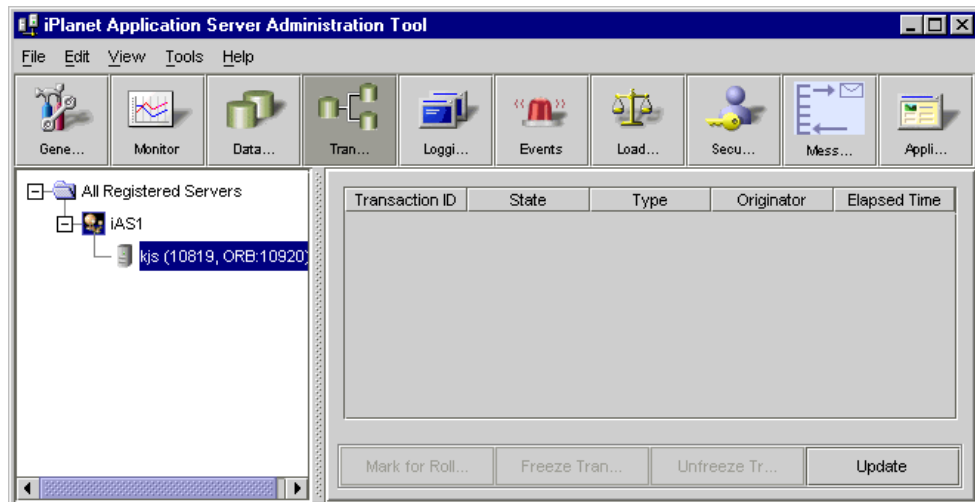 iPlanet Application Server Administration Tool
File Edit View Tools Help
Gene... Monitor Data... Tran... Loggi... Events Load... Secu... Mess... Appli...
All Registered Servers
iAS1
kjs (10819, ORB:10920)
Transaction ID State Type Originator Elapsed Time
Mark for Roll... Freeze Tran... Unfreeze Tr... Update